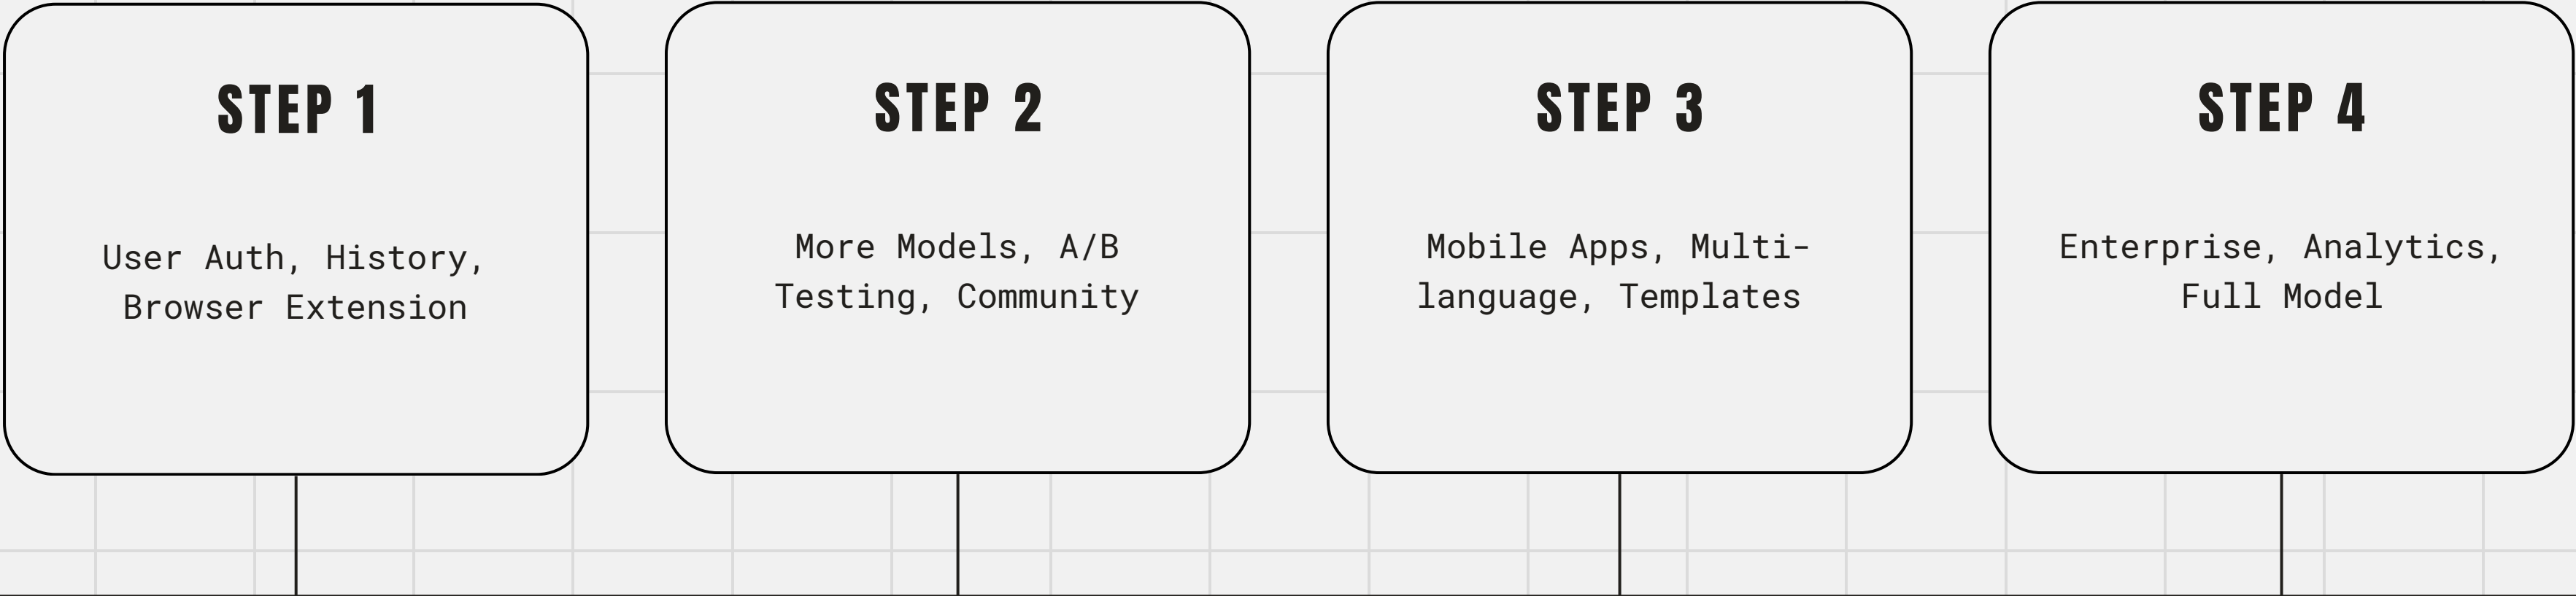 STEP 1
User Auth, History,
Browser Extension
STEP 2
More Models, A/B
Testing, Community
STEP 3
Mobile Apps, Multi-
language, Templates
STEP 4
Enterprise, Analytics,
Full Model